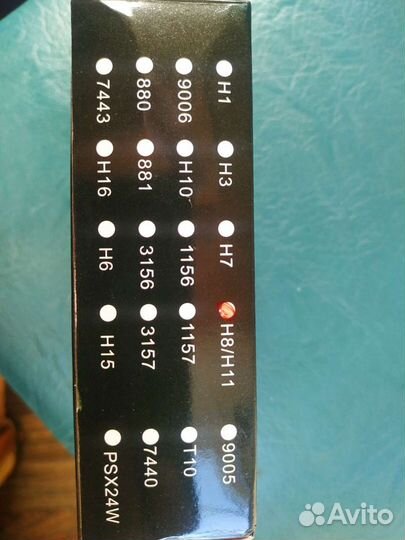 H1 H3 H7 H8/H11 9005
9006 H10 1156 1157 T10
880 881 3156 3157 7440
7443 H16 H6 H15 PSX24W
Avito